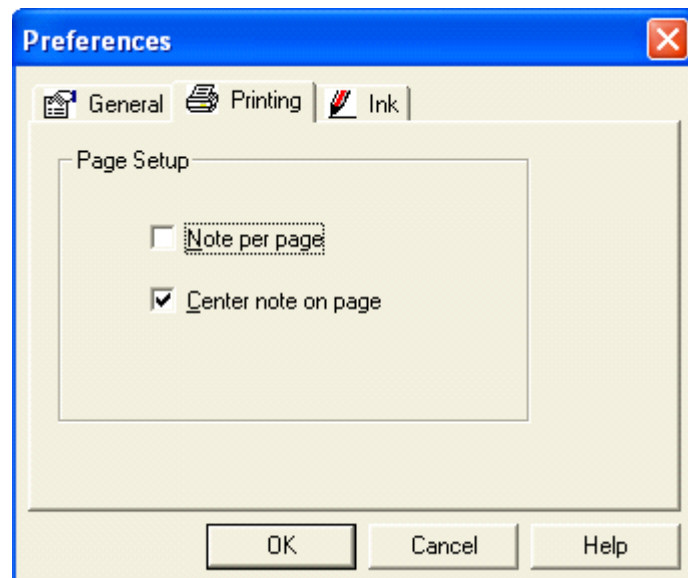 Preferences
General Printing Ink
Page Setup
Note per page
Center note on page
OK Cancel Help